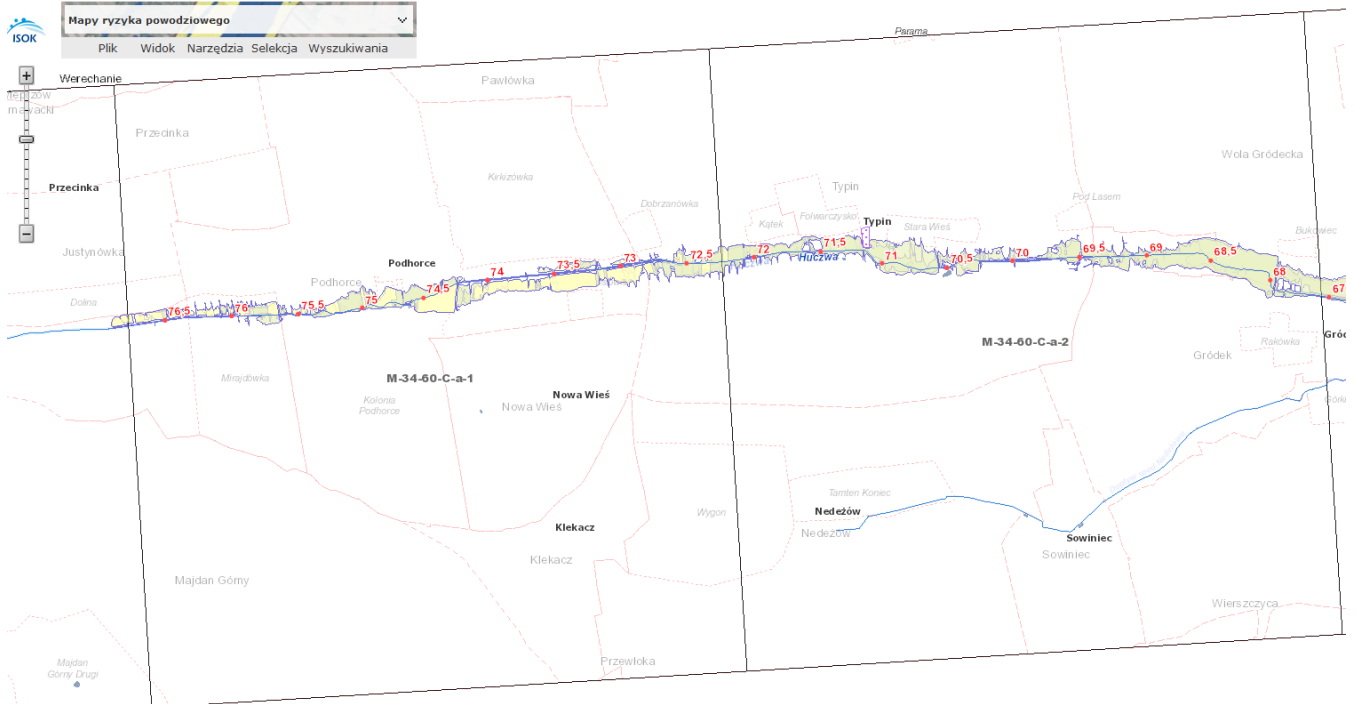 Mapy ryzyka powodziowego
ISOK
Plik Widok Narzędzia Selekcja Wyszukiwania
Parama
Werechanie
Pawłówka
Przecinka
Wola Gródecka
Przecinka
Kirkizówka
Typin
Pod Lasem
Dobrzanówka
Folwarczysko
Kątek
Typin
Stara Wieś
Bukowiec
Justynówka
Podhorce
Huczwa
76,5
76
75,5
75
74,5
74
73,5
73
72,5
72
71,5
71
70,5
70
69,5
69
68,5
68
67
Podhorce
Dolina
M-34-60-C-a-2
Rakówka
Gródek
Mirajdówka
M-34-60-C-a-1
Kolonia
Podhorce
Nowa Wieś
Nowa Wieś
Tamten Koniec
Wygon
Nedeżów
Nedeżów
Klekacz
Sowiniec
Sowiniec
Klekacz
Majdan Górny
Wierszczyca
Przewłoka
Majdan
Górny Drugi